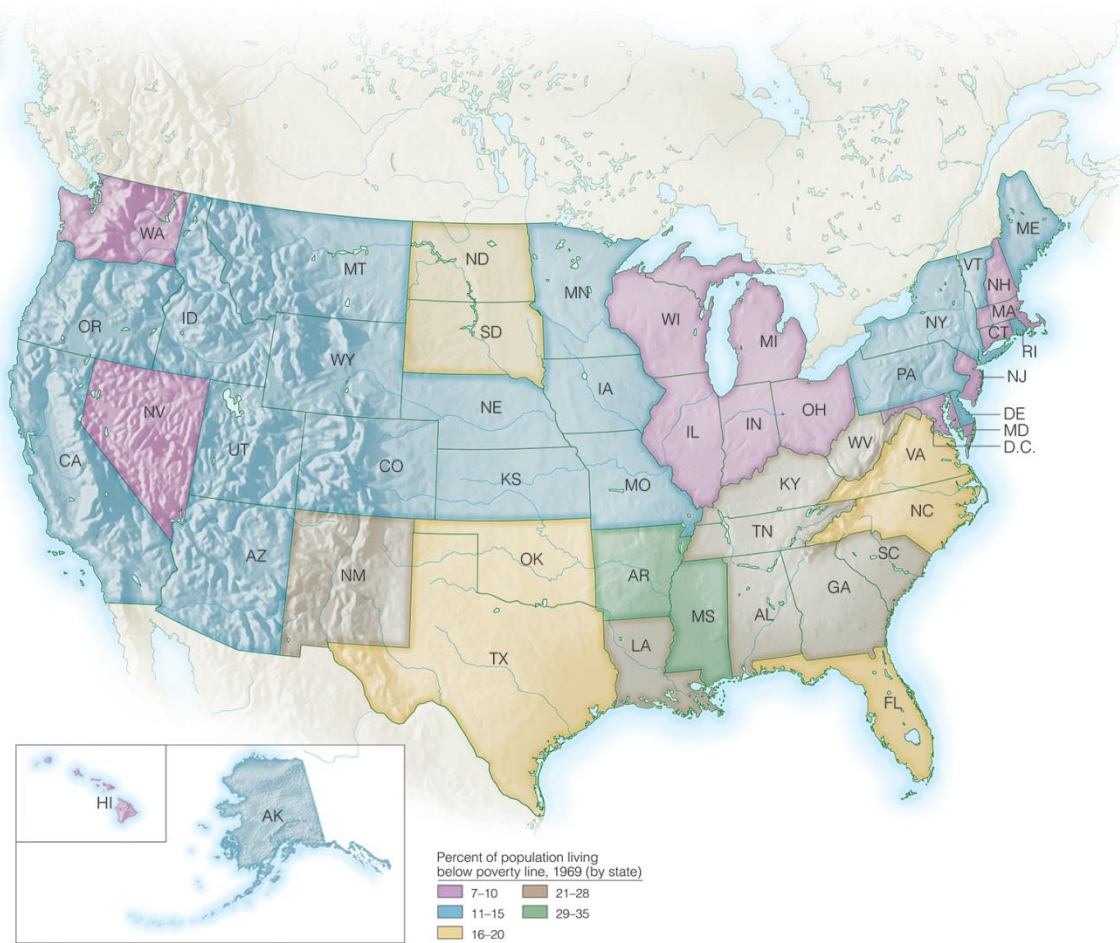 WA
MT
ND
MN
ME
VT
NH
OR
ID
SD
WI
MI
NY
MA
CT
RI
WY
IA
PA
NJ
NE
NV
IL
IN
OH
DE
MD
D.C.
CA
UT
CO
KS
MO
WV
VA
KY
NC
AZ
NM
OK
TN
AR
SC
MS
AL
GA
LA
TX
FL
HI
AK
Percent of population living
below poverty line, 1969 (by state)
7–10
21–28
11–15
29–35
16–20